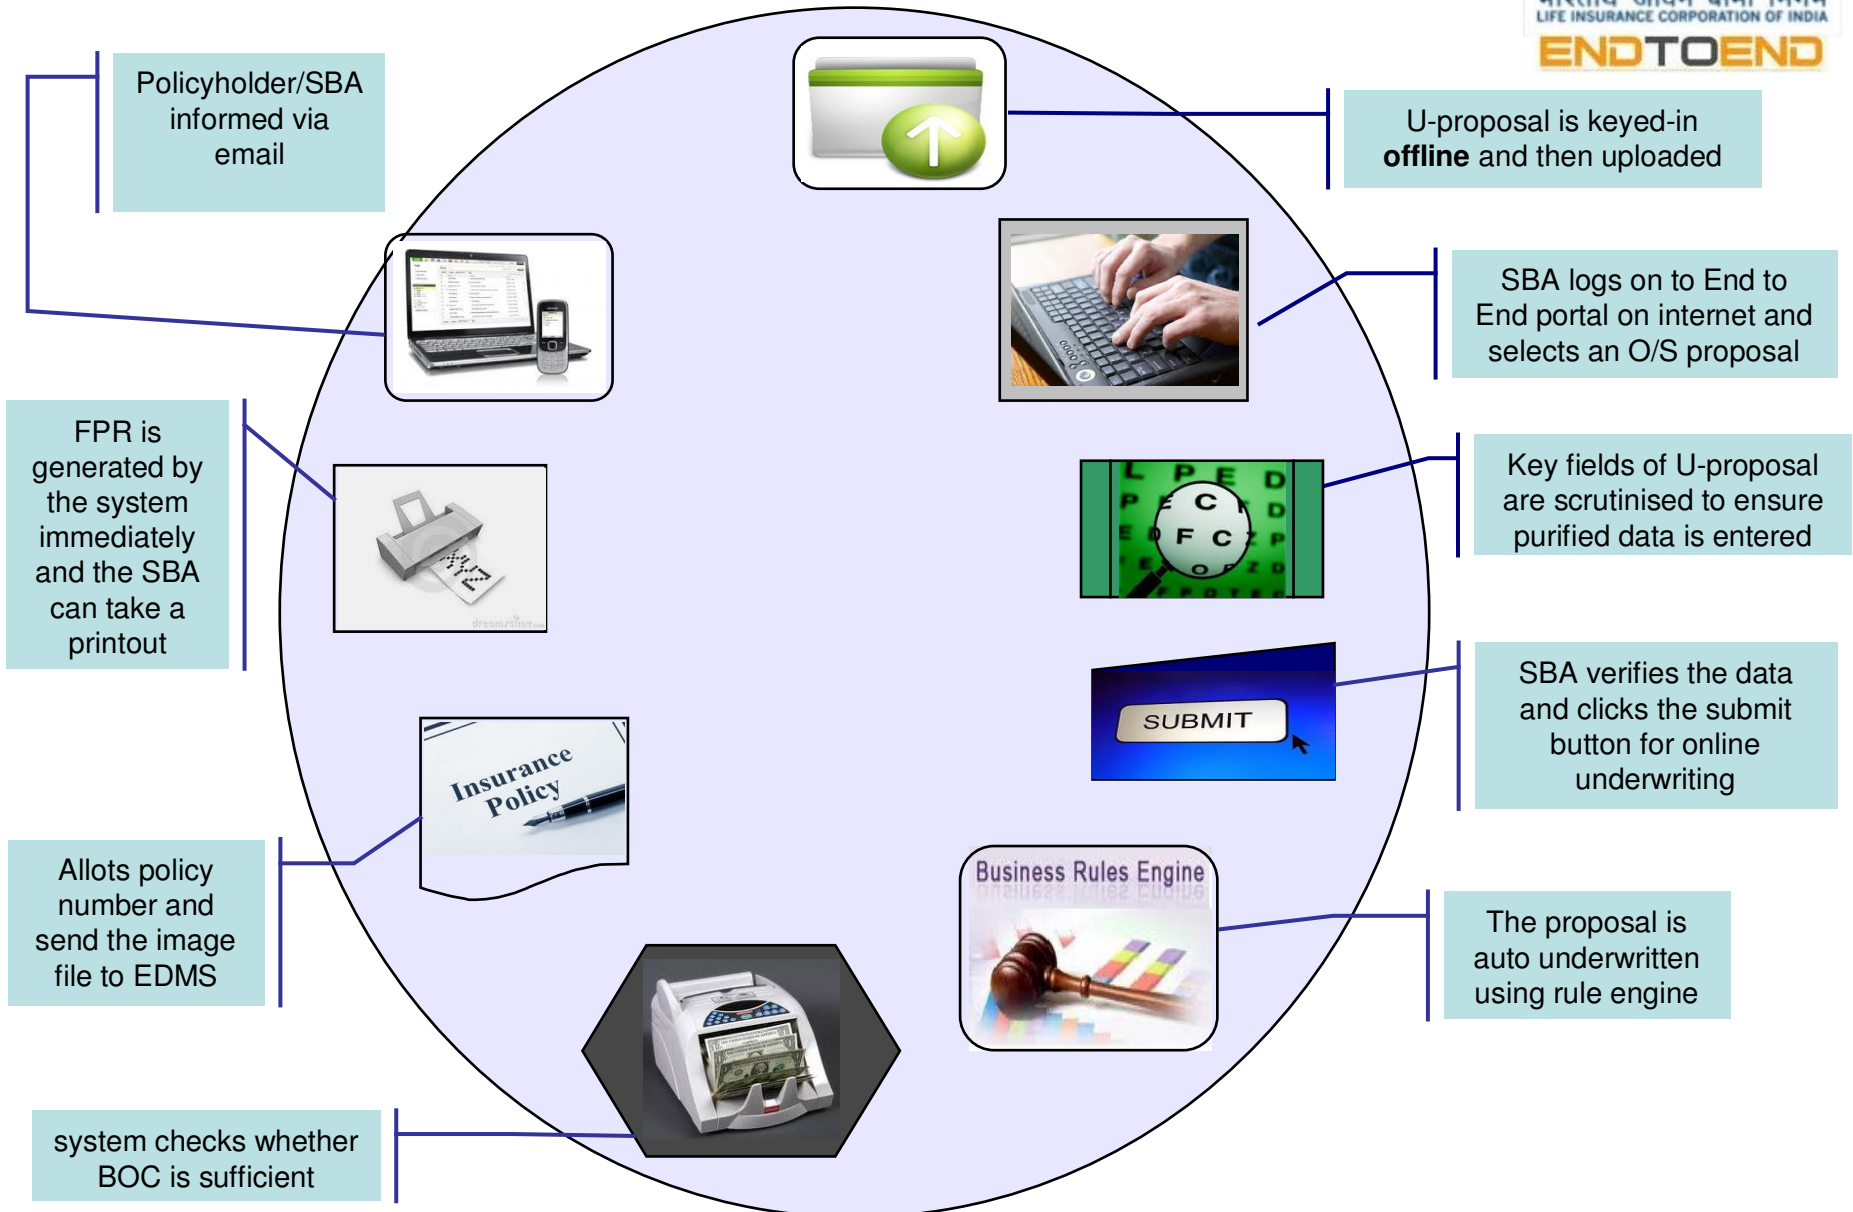 भारतीय जीवन बीमा निगम
LIFE INSURANCE CORPORATION OF INDIA
ENDTOEND
Policyholder/SBA
informed via
email
U-proposal is keyed-in
offline and then uploaded
SBA logs on to End to
End portal on internet and
selects an O/S proposal
FPR is
generated by
the system
immediately
and the SBA
can take a
printout
Key fields of U-proposal
are scrutinised to ensure
purified data is entered
L P E D
P E C F D
E D F C Z P
XYZ
dreamstime
SBA verifies the data
and clicks the submit
button for online
underwriting
SUBMIT
Insurance
Policy
Allots policy
number and
send the image
file to EDMS
Business Rules Engine
The proposal is
auto underwritten
using rule engine
system checks whether
BOC is sufficient